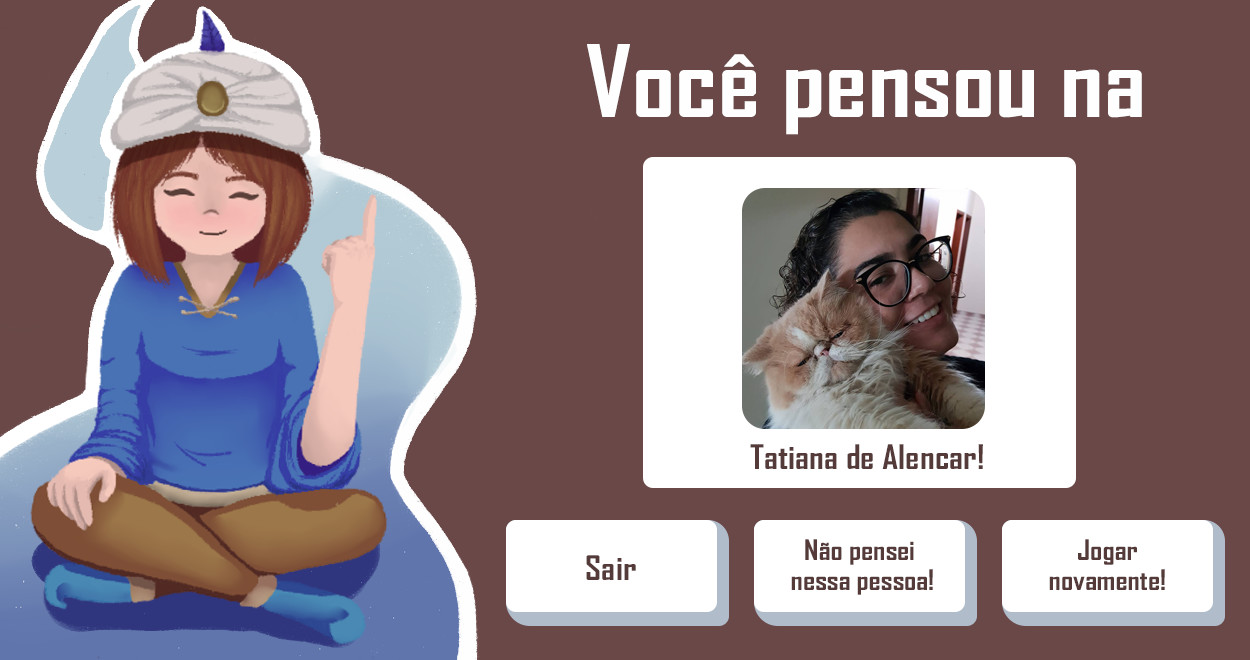 Você pensou na
Tatiana de Alencar!
Sair
Não pensei
nessa pessoa!
Jogar
novamente!